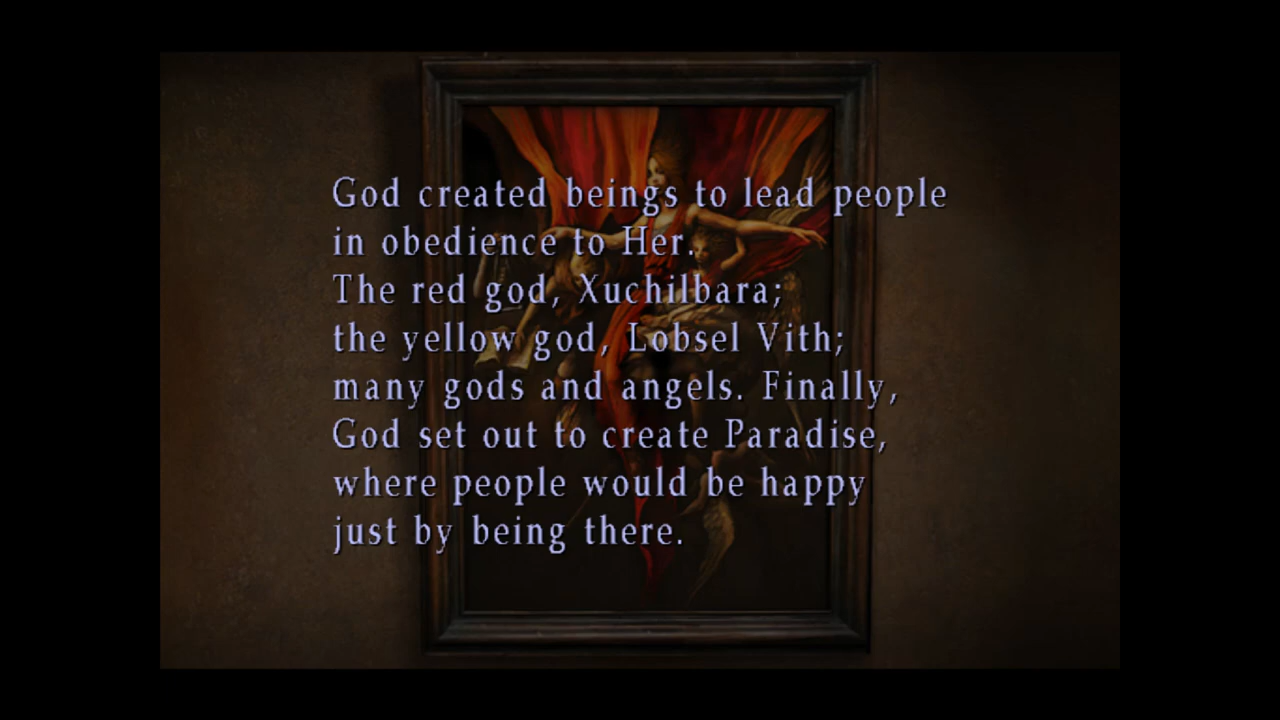 God created beings to lead people
in obedience to Her.
The red god, Xuchilbara;
the yellow god, Lobsel Vith;
many gods and angels. Finally,
God set out to create Paradise,
where people would be happy
just by being there.